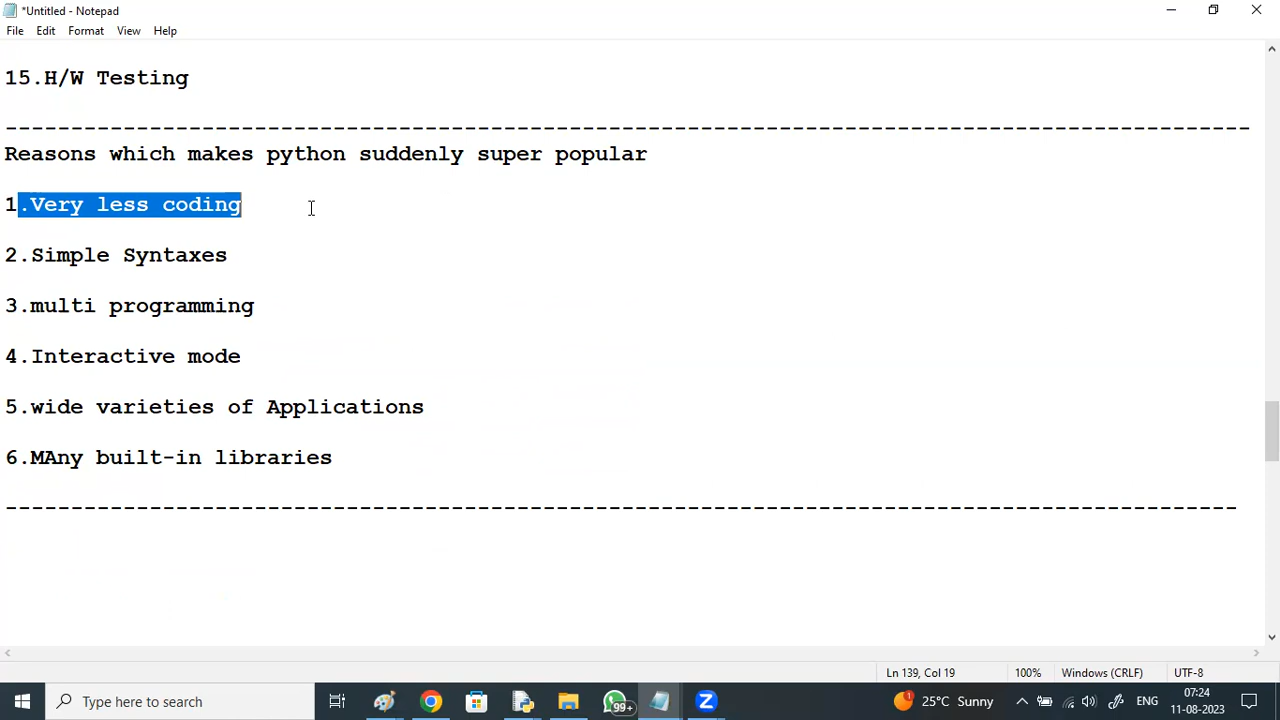 *Untitled - Notepad
File Edit Format View Help
15.H/W Testing
-----------------------------------------------------------------------------------------------
Reasons which makes python suddenly super popular
1.Very less coding
2.Simple Syntaxes
3.multi programming
4.Interactive mode
5.wide varieties of Applications
6.MAny built-in libraries
----------------------------------------------------------------------------------------------
Ln 139, Col 19 100% Windows (CRLF) UTF-8
Type here to search 99+ 1 25°C Sunny ENG 07:24
11-08-2023